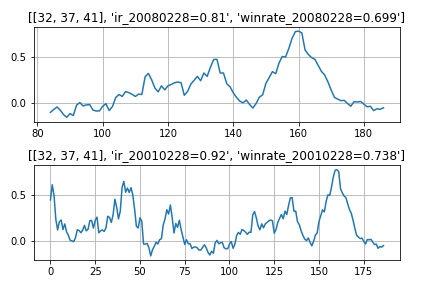 [[32, 37, 41], 'ir_20080228=0.81', 'winrate_20080228=0.699']
0.5
0.0
80 100 120 140 160 180
[[32, 37, 41], 'ir_20010228=0.92', 'winrate_20010228=0.738']
0.5
0.0
0 25 50 75 100 125 150 175